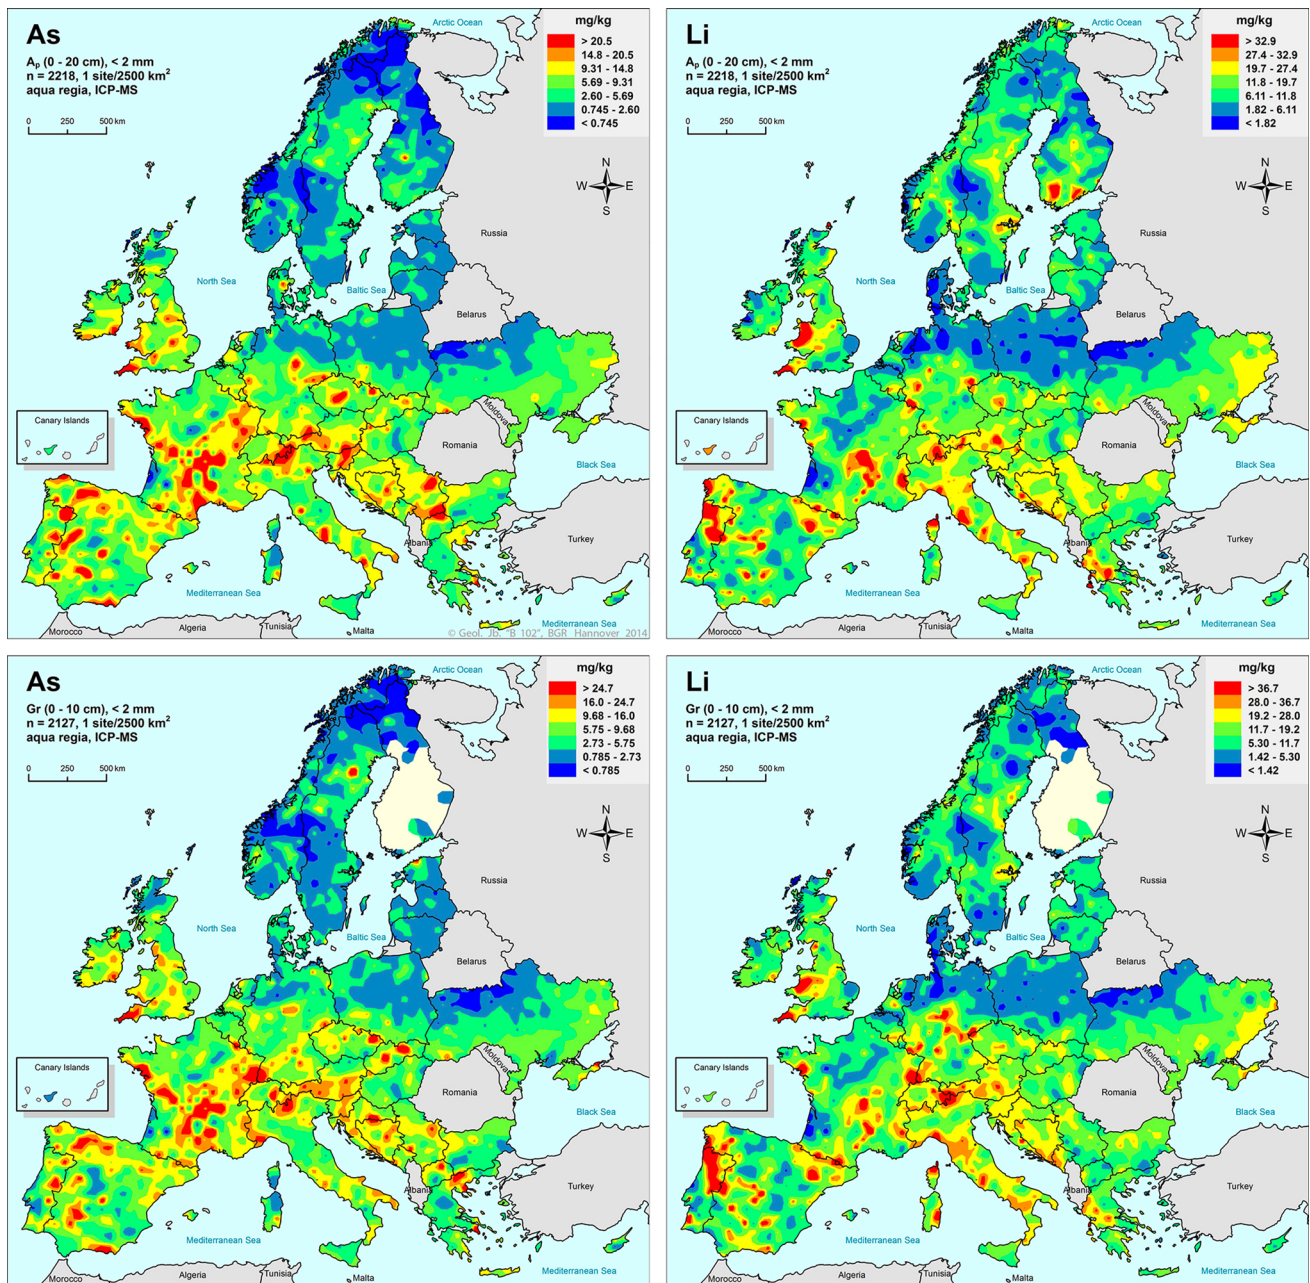 As
Ap (0 - 20 cm), < 2 mm
n = 2218, 1 site/2500 km2
aqua regia, ICP-MS
0 250 500 km
mg/kg
> 20.5
14.8 - 20.5
9.31 - 14.8
5.69 - 9.31
2.60 - 5.69
0.745 - 2.60
< 0.745
Arctic Ocean
N
W E
S
Russia
North Sea
Baltic Sea
Belarus
Canary Islands
Moldova
Romania
Black Sea
Albania
Turkey
Mediterranean Sea
Mediterranean Sea
Morocco
Algeria
Tunisia
Malta
© Geol. Jb. "B 102", BGR Hannover 2014
Li
Ap (0 - 20 cm), < 2 mm
n = 2218, 1 site/2500 km2
aqua regia, ICP-MS
0 250 500 km
mg/kg
> 32.9
27.4 - 32.9
19.7 - 27.4
11.8 - 19.7
6.11 - 11.8
1.82 - 6.11
< 1.82
Arctic Ocean
N
W E
S
Russia
North Sea
Baltic Sea
Belarus
Canary Islands
Moldova
Romania
Black Sea
Albania
Turkey
Mediterranean Sea
Mediterranean Sea
Morocco
Algeria
Tunisia
Malta
As
Gr (0 - 10 cm), < 2 mm
n = 2127, 1 site/2500 km2
aqua regia, ICP-MS
0 250 500 km
mg/kg
> 24.7
16.0 - 24.7
9.68 - 16.0
5.75 - 9.68
2.73 - 5.75
0.785 - 2.73
< 0.785
Arctic Ocean
N
W E
S
Russia
North Sea
Baltic Sea
Belarus
Canary Islands
Moldova
Romania
Black Sea
Albania
Turkey
Mediterranean Sea
Mediterranean Sea
Morocco
Algeria
Tunisia
Malta
Li
Gr (0 - 10 cm), < 2 mm
n = 2127, 1 site/2500 km2
aqua regia, ICP-MS
0 250 500 km
mg/kg
> 36.7
28.0 - 36.7
19.2 - 28.0
11.7 - 19.2
5.30 - 11.7
1.42 - 5.30
< 1.42
Arctic Ocean
N
W E
S
Russia
North Sea
Baltic Sea
Belarus
Canary Islands
Moldova
Romania
Black Sea
Albania
Turkey
Mediterranean Sea
Mediterranean Sea
Morocco
Algeria
Tunisia
Malta